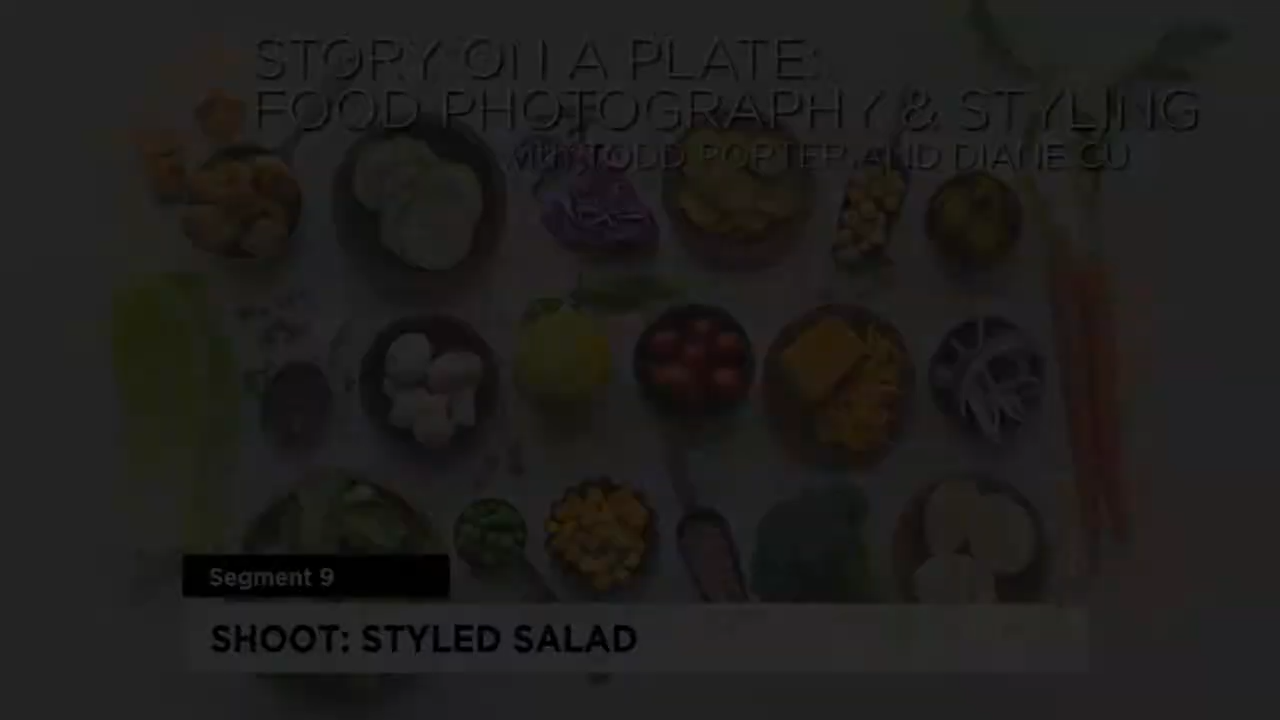 STORY ON A PLATE:
FOOD PHOTOGRAPHY & STYLING
WITH TODD PORTER AND DIANE CU
Segment 9
SHOOT: STYLED SALAD